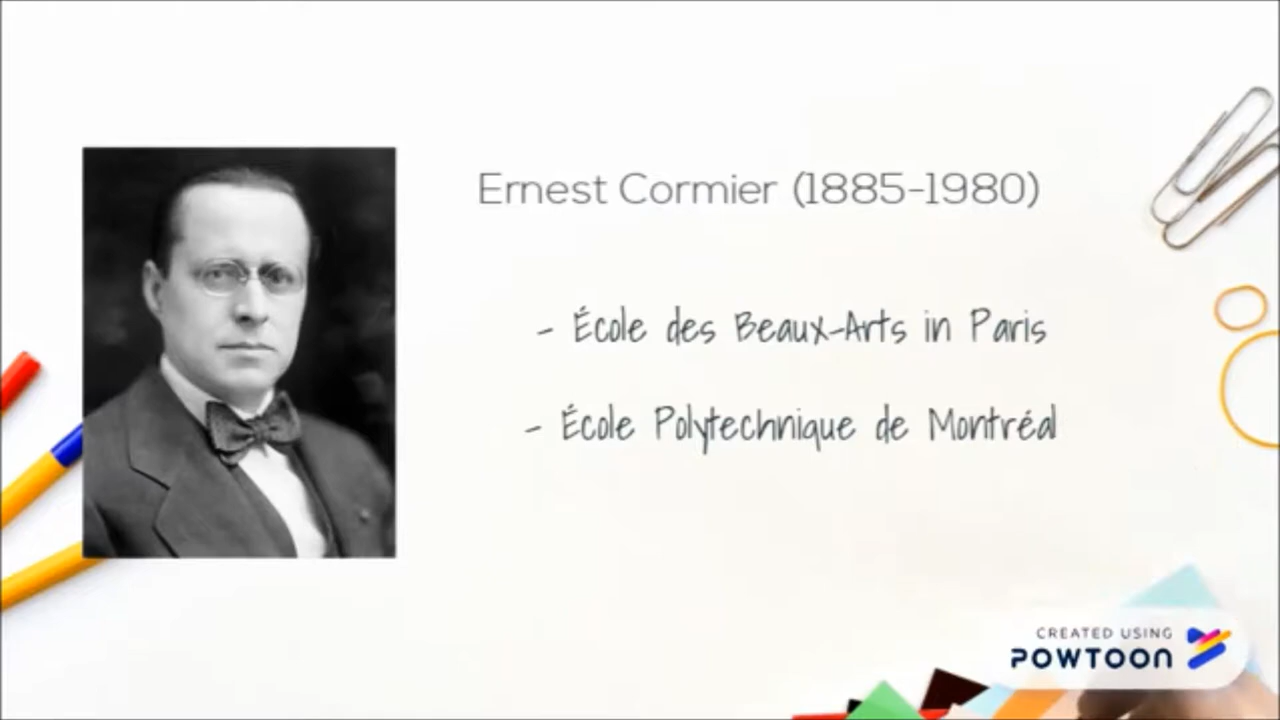 Ernest Cormier (1885-1980)
- École des Beaux-Arts in Paris
- École Polytechnique de Montréal
CREATED USING
POWTOON